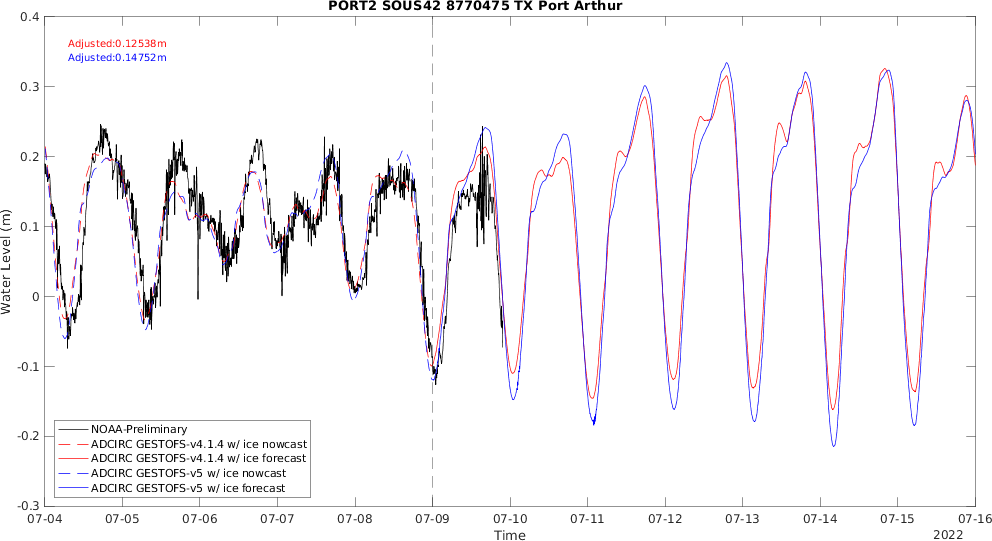 PORT2 SOUS42 8770475 TX Port Arthur
Adjusted:0.12538m
Adjusted:0.14752m
0.4
0.3
0.2
0.1
0
-0.1
-0.2
-0.3
Water Level (m)
NOAA-Preliminary
ADCIRC GESTOFS-v4.1.4 w/ ice nowcast
ADCIRC GESTOFS-v4.1.4 w/ ice forecast
ADCIRC GESTOFS-v5 w/ ice nowcast
ADCIRC GESTOFS-v5 w/ ice forecast
07-04 07-05 07-06 07-07 07-08 07-09 07-10 07-11 07-12 07-13 07-14 07-15 07-16
Time
2022